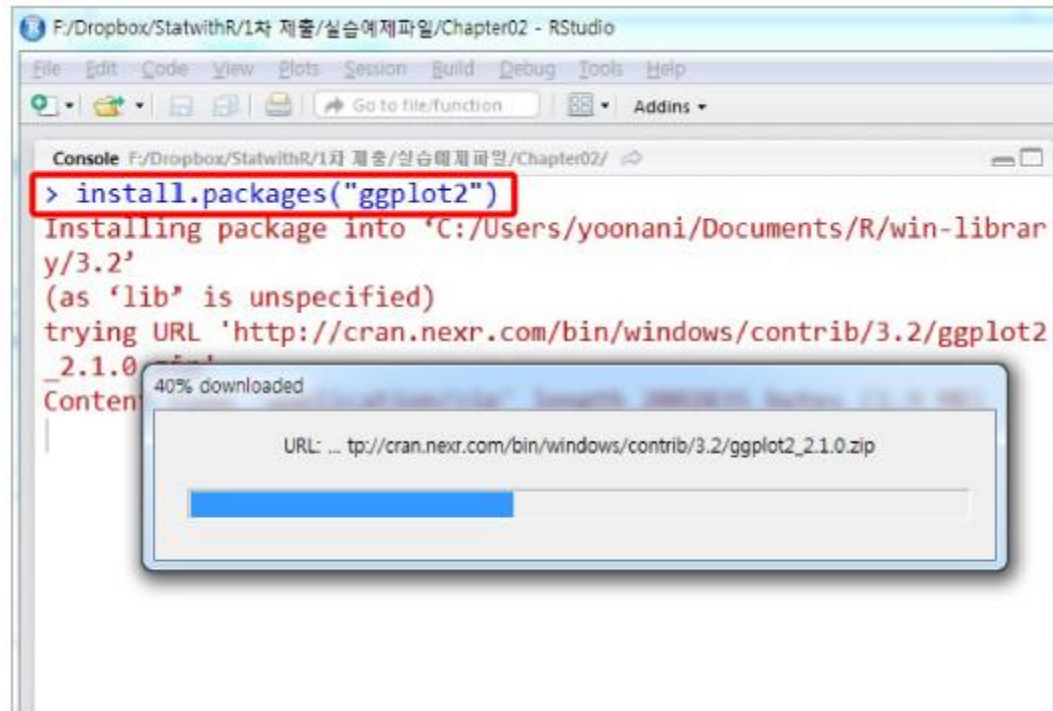 F:/Dropbox/StatwithR/1차 제출/실습예제파일/Chapter02 - RStudio
File Edit Code View Plots Session Build Debug Tools Help
Go to file/function Addins
Console F:/Dropbox/StatwithR/1차 제출/실습예제파일/Chapter02/
> install.packages("ggplot2")
Installing package into ‘C:/Users/yoonani/Documents/R/win-librar
y/3.2’
(as ‘lib’ is unspecified)
trying URL 'http://cran.nexr.com/bin/windows/contrib/3.2/ggplot2
_2.1.0
Conten
40% downloaded
URL: ... tp://cran.nexr.com/bin/windows/contrib/3.2/ggplot2_2.1.0.zip